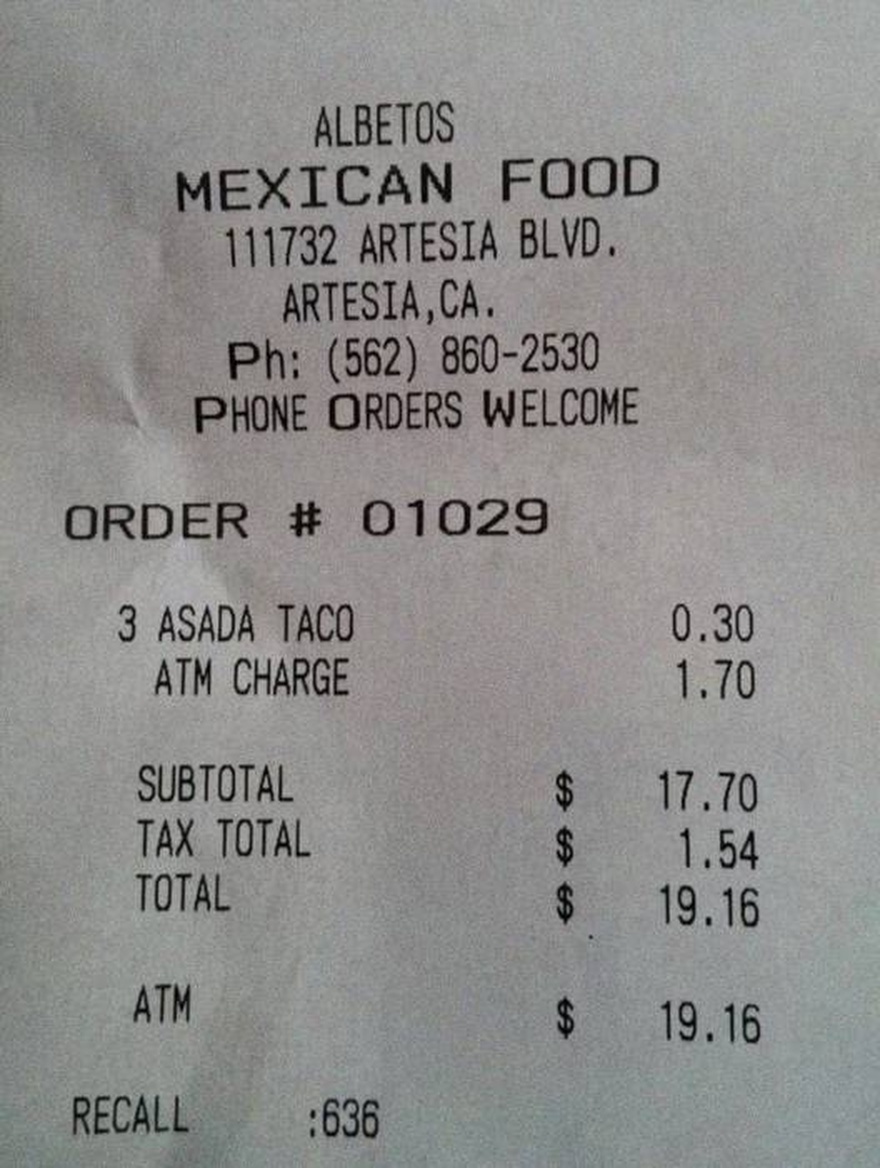 ALBETOS
MEXICAN FOOD
111732 ARTESIA BLVD.
ARTESIA,CA.
Ph: (562) 860-2530
PHONE ORDERS WELCOME
ORDER # 01029
3 ASADA TACO 0.30
ATM CHARGE 1.70
SUBTOTAL $ 17.70
TAX TOTAL $ 1.54
TOTAL $ 19.16
ATM $ 19.16
RECALL :636